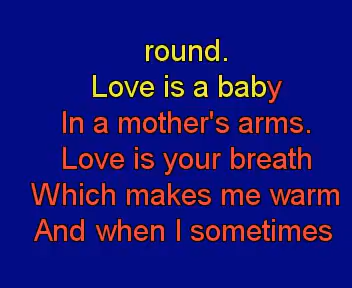 round.
Love is a baby
In a mother's arms.
Love is your breath
Which makes me warm
And when I sometimes